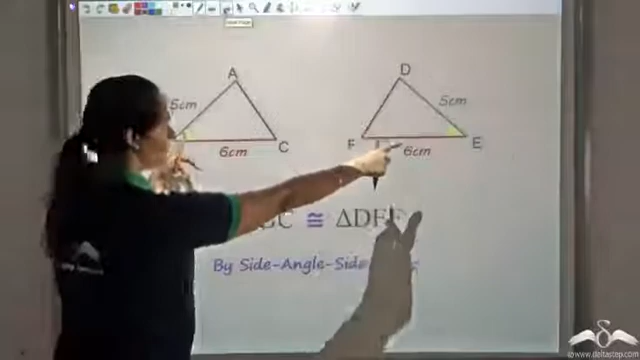 A
D
5cm
5cm
C
F
E
6cm
6cm
≅ ΔDEF
By Side-Angle-Side
www.deltastep.com